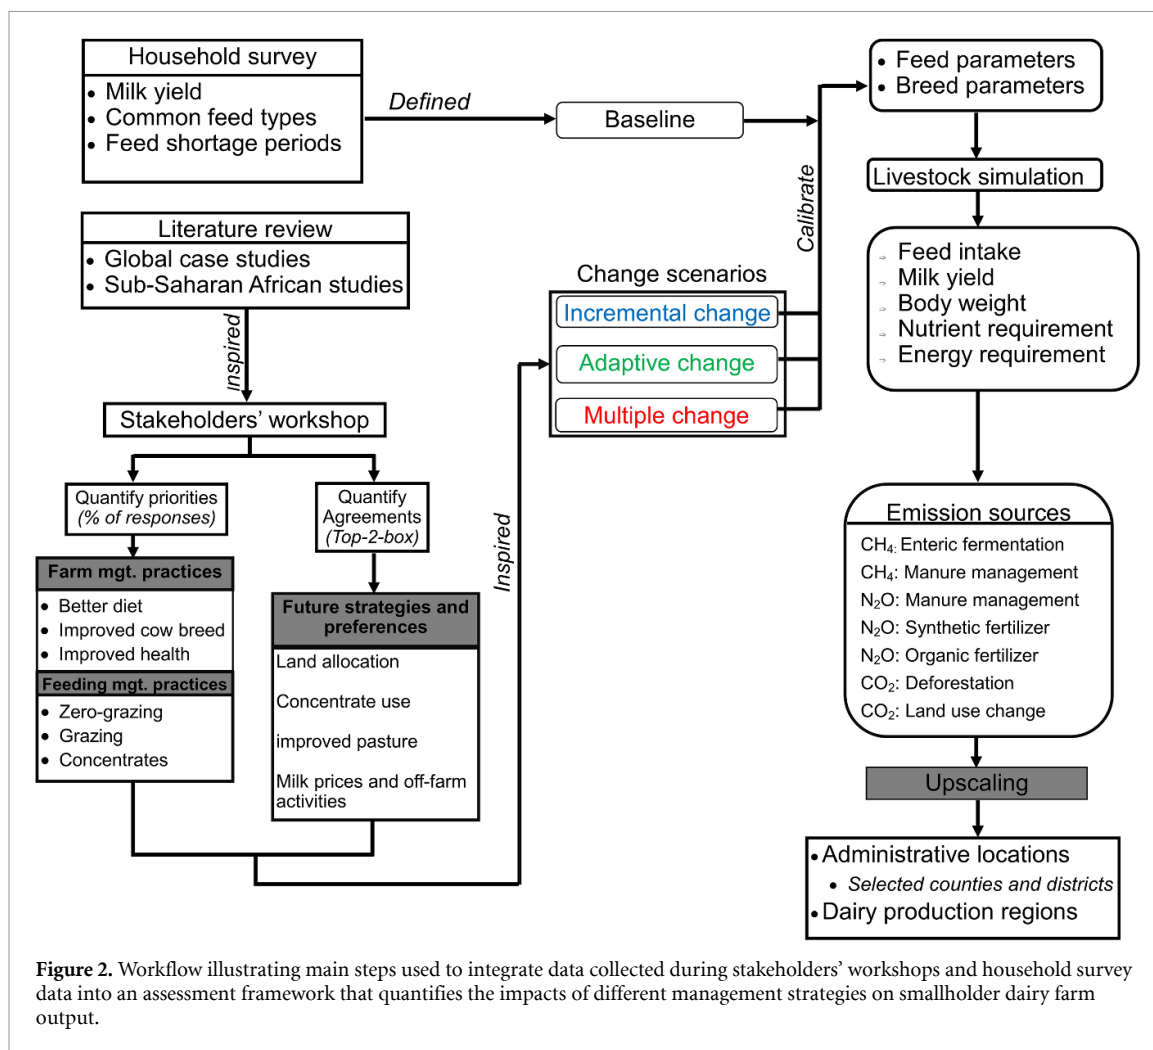 Household survey
• Milk yield
• Common feed types
• Feed shortage periods
Defined
Baseline
• Feed parameters
• Breed parameters
Calibrate
Livestock simulation
⇒ Feed intake
⇒ Milk yield
⇒ Body weight
⇒ Nutrient requirement
⇒ Energy requirement
Literature review
• Global case studies
• Sub-Saharan African studies
Inspired
Stakeholders' workshop
Quantify priorities
(% of responses)
Quantify
Agreements
(Top-2-box)
Farm mgt. practices
• Better diet
• Improved cow breed
• Improved health
Feeding mgt. practices
• Zero-grazing
• Grazing
• Concentrates
Future strategies and
preferences
Land allocation
Concentrate use
improved pasture
Milk prices and off-farm
activities
Inspired
Change scenarios
Incremental change
Adaptive change
Multiple change
Emission sources
CH₄: Enteric fermentation
CH₄: Manure management
N₂O: Manure management
N₂O: Synthetic fertilizer
N₂O: Organic fertilizer
CO₂: Deforestation
CO₂: Land use change
Upscaling
• Administrative locations
• Selected counties and districts
• Dairy production regions
Figure 2. Workflow illustrating main steps used to integrate data collected during stakeholders' workshops and household survey
data into an assessment framework that quantifies the impacts of different management strategies on smallholder dairy farm
output.